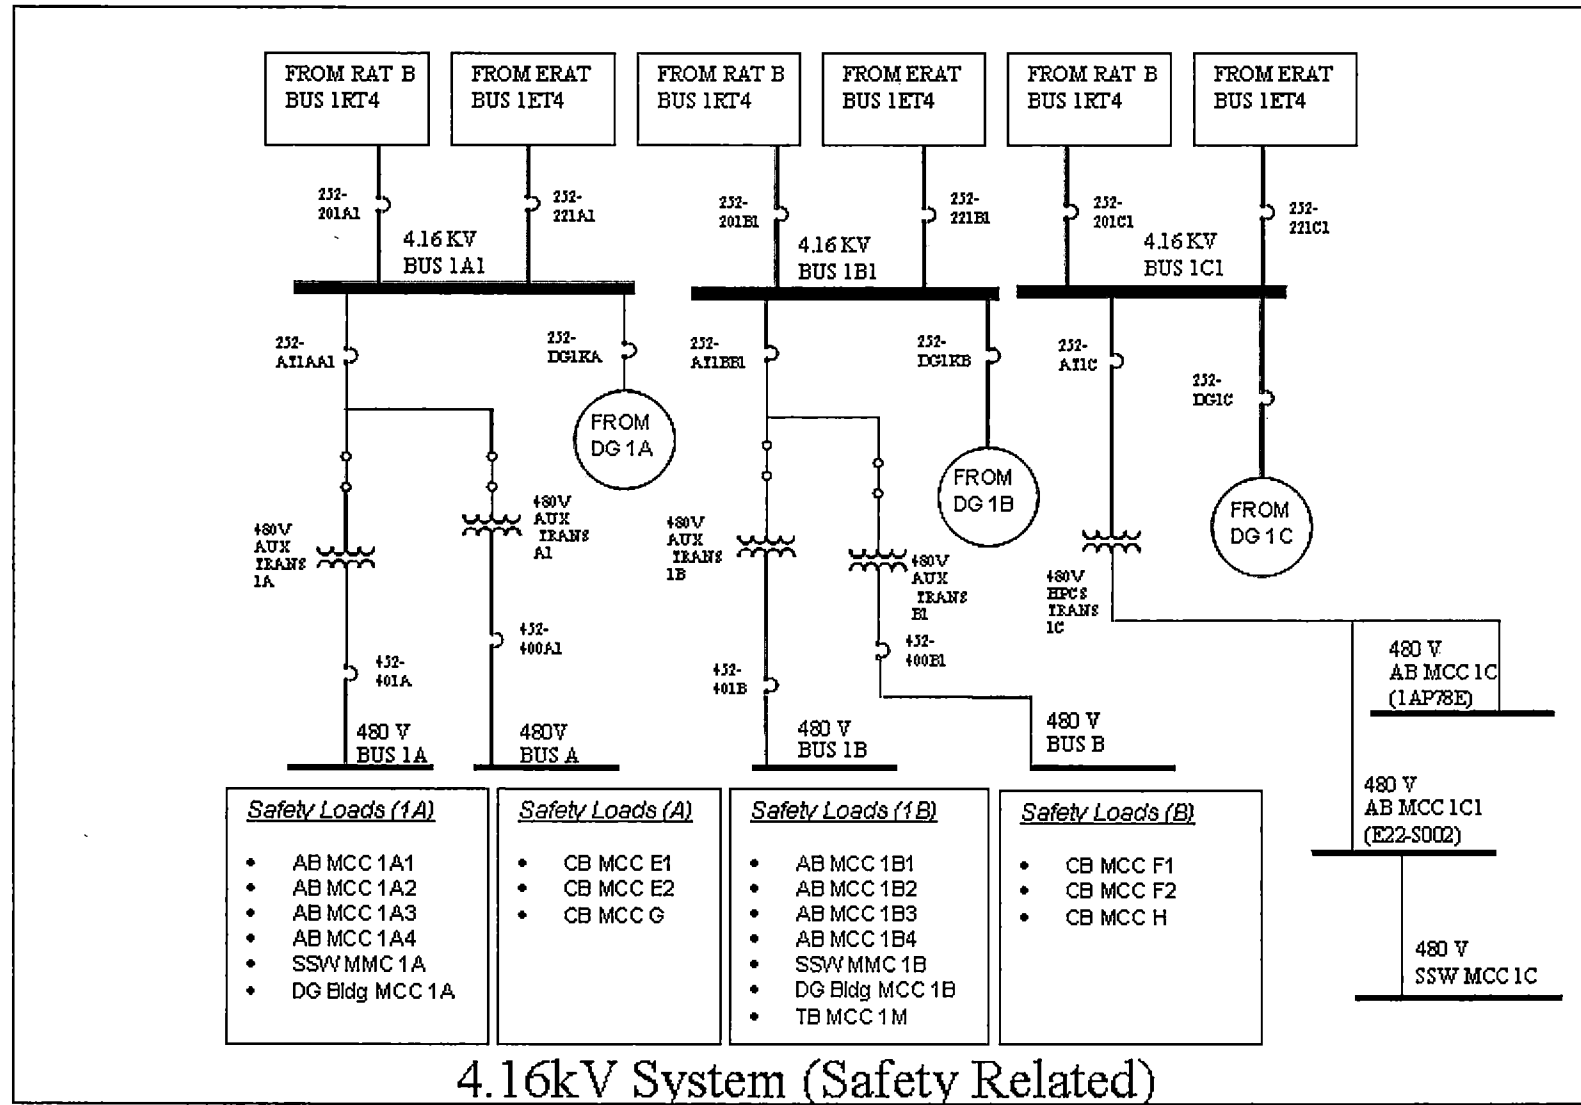 FROM RAT B
BUS 1RT4
FROM ERAT
BUS 1ET4
FROM RAT B
BUS 1RT4
FROM ERAT
BUS 1ET4
FROM RAT B
BUS 1RT4
FROM ERAT
BUS 1ET4
252-
201A1
252-
221A1
252-
201B1
252-
221B1
252-
201C1
252-
221C1
4.16 KV
BUS 1A1
4.16 KV
BUS 1B1
4.16 KV
BUS 1C1
252-
AT1AA1
252-
DG1KA
252-
AT1BB1
252-
DG1KB
252-
AT1C
252-
DG1C
FROM
DG 1A
FROM
DG 1B
FROM
DG 1C
480V
AUX
TRANS
1A
480V
AUX
TRANS
A1
480V
AUX
TRANS
1B
480V
AUX
TRANS
B1
480V
HPCS
TRANS
1C
452-
401A
452-
400A1
452-
401B
452-
400B1
480 V
BUS 1A
480V
BUS A
480 V
BUS 1B
480 V
BUS B
480 V
AB MCC 1C
(1AP78E)
480 V
AB MCC 1C1
(E22-S002)
480 V
SSW MCC 1C
Safety Loads (1A)
• AB MCC 1A1
• AB MCC 1A2
• AB MCC 1A3
• AB MCC 1A4
• SSW MMC 1A
• DG Bldg MCC 1A
Safety Loads (A)
• CB MCC E1
• CB MCC E2
• CB MCC G
Safety Loads (1B)
• AB MCC 1B1
• AB MCC 1B2
• AB MCC 1B3
• AB MCC 1B4
• SSW MMC 1B
• DG Bldg MCC 1B
• TB MCC 1M
Safety Loads (B)
• CB MCC F1
• CB MCC F2
• CB MCC H
4.16kV System (Safety Related)